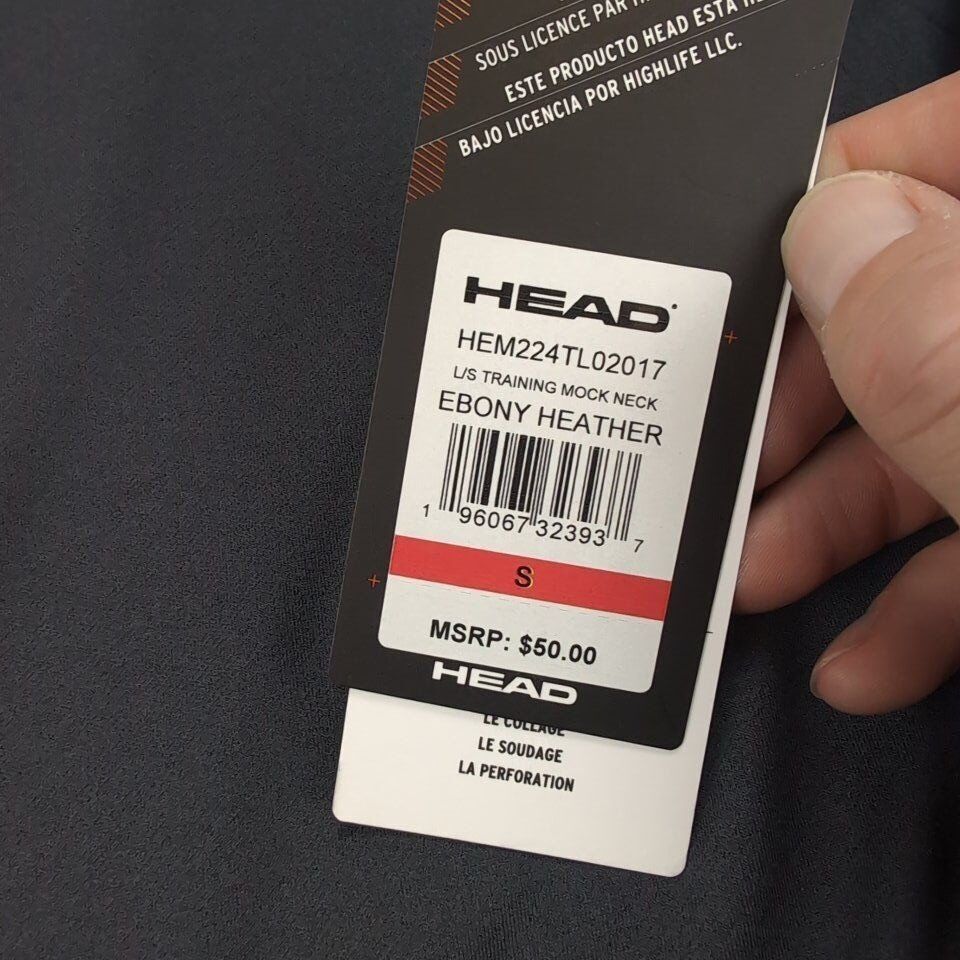 SOUS LICENCE PAR
ESTE PRODUCTO HEAD ESTÁ
BAJO LICENCIA POR HIGHLIFE LLC.
HEAD
HEM224TL02017
L/S TRAINING MOCK NECK
EBONY HEATHER
1 96067 32393 7
S
MSRP: $50.00
HEAD
LE COLLAGE
LE SOUDAGE
LA PERFORATION